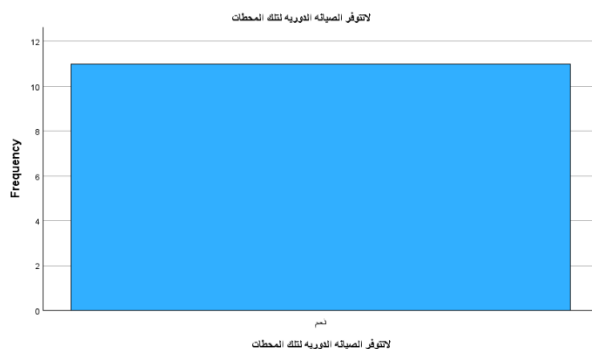 لاتتوفر الصيانه الدوريه لتلك المحطات
12
10
8
6
4
2
0
Frequency
نعم
لاتتوفر الصيانه الدوريه لتلك المحطات